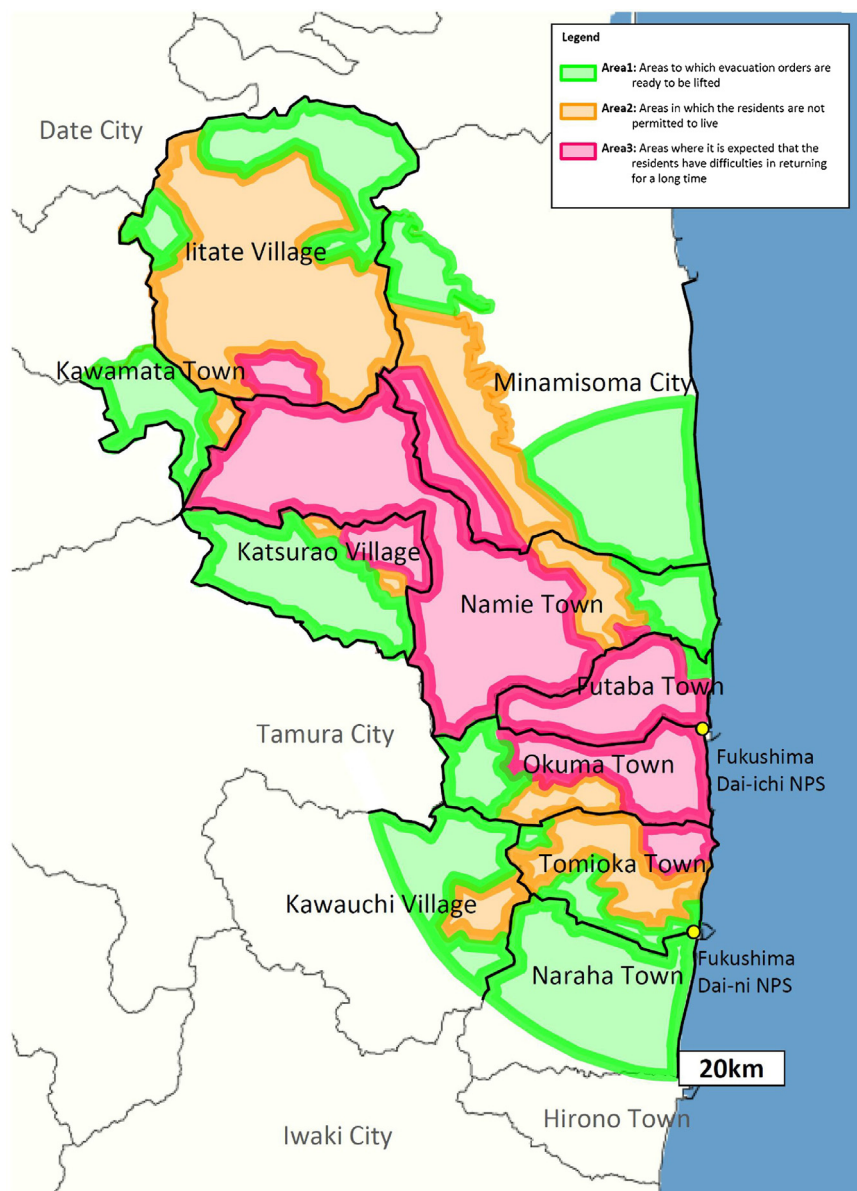 Legend
Area1: Areas to which evacuation orders are
ready to be lifted
Area2: Areas in which the residents are not
permitted to live
Area3: Areas where it is expected that the
residents have difficulties in returning
for a long time
Date City
Iitate Village
Kawamata Town
Minamisoma City
Katsurao Village
Namie Town
Futaba Town
Tamura City
Okuma Town
Fukushima
Dai-ichi NPS
Tomioka Town
Kawauchi Village
Fukushima
Dai-ni NPS
Naraha Town
20km
Hirono Town
Iwaki City